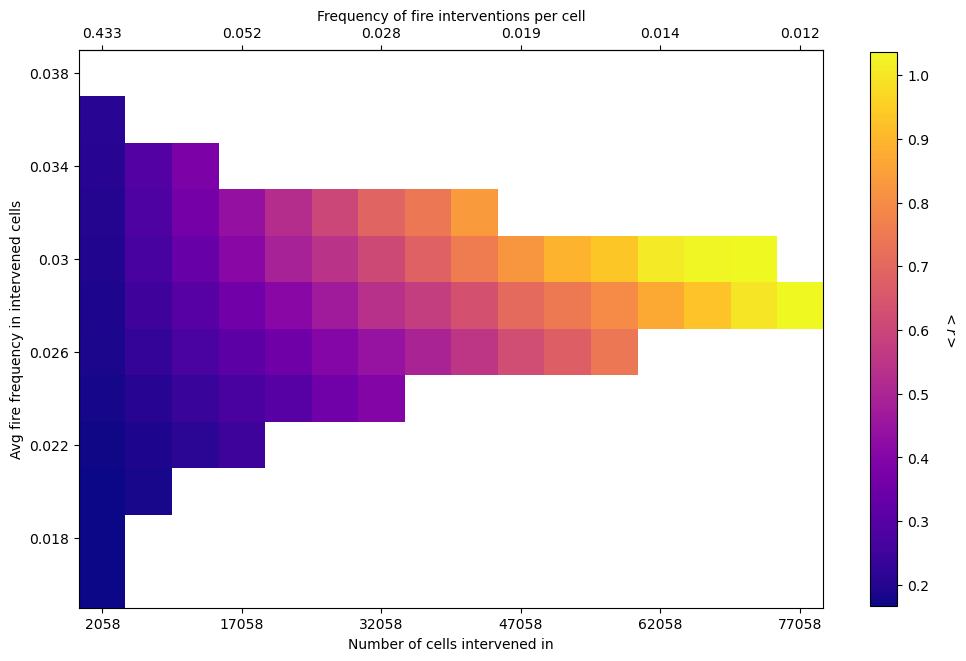 Frequency of fire interventions per cell
0.433 0.052 0.028 0.019 0.014 0.012
Avg fire frequency in intervened cells
0.038
0.034
0.03
0.026
0.022
0.018
2058 17058 32058 47058 62058 77058
Number of cells intervened in
1.0
0.9
0.8
0.7
0.6
0.5
0.4
0.3
0.2
< r >